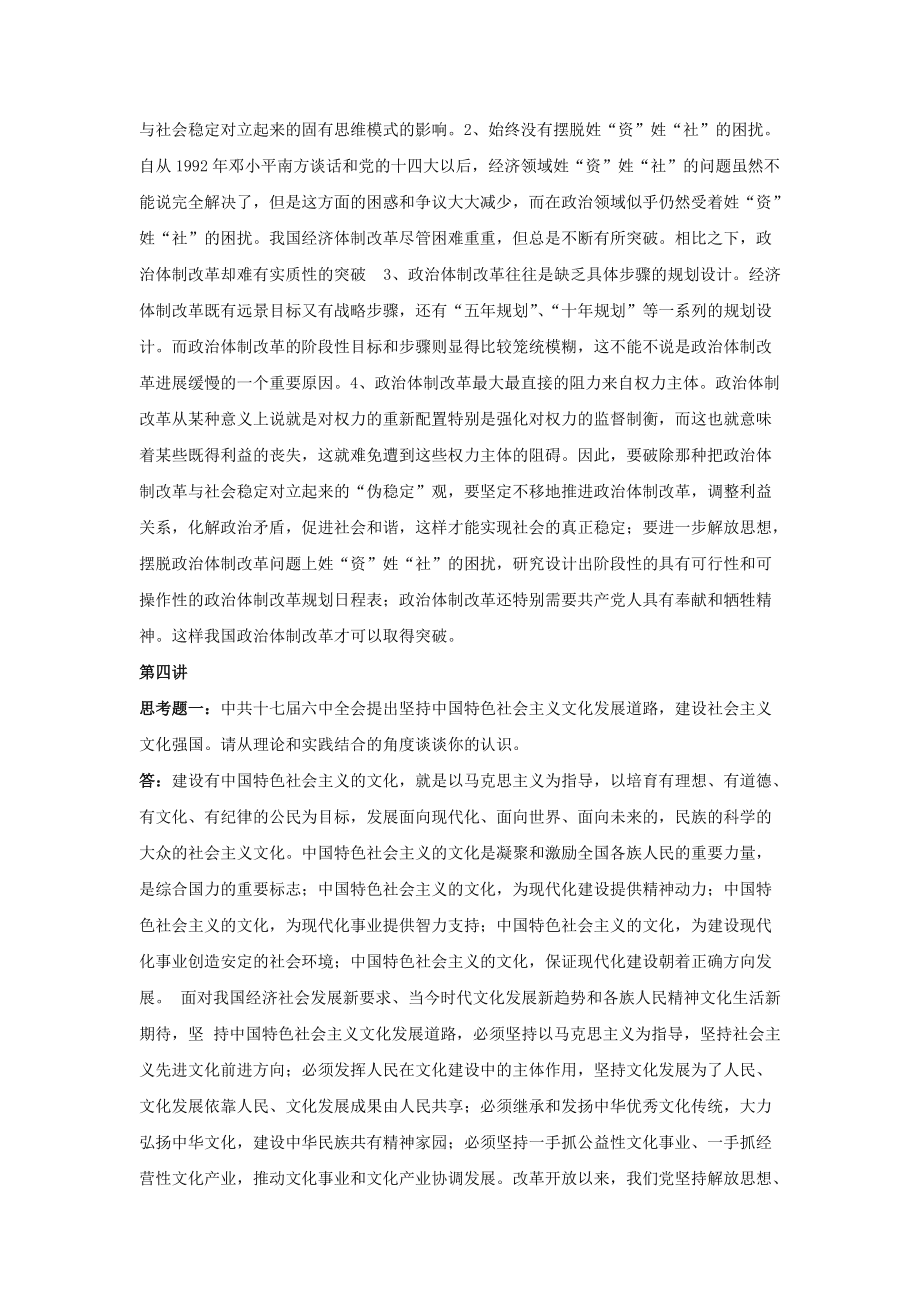 与社会稳定对立起来的固有思维模式的影响。2、始终没有摆脱姓“资”姓“社”的困扰。
自从 1992 年邓小平南方谈话和党的十四大以后，经济领域姓“资”姓“社”的问题虽然不
能说完全解决了，但是这方面的困惑和争议大大减少，而在政治领域似乎仍然受着姓“资”
姓“社”的困扰。我国经济体制改革尽管困难重重，但总是不断有所突破。相比之下，政
治体制改革却难有实质性的突破  3、政治体制改革往往是缺乏具体步骤的规划设计。经济
体制改革既有远景目标又有战略步骤，还有“五年规划”、“十年规划”等一系列的规划设
计。而政治体制改革的阶段性目标和步骤则显得比较笼统模糊，这不能不说是政治体制改
革进展缓慢的一个重要原因。4、政治体制改革最大最直接的阻力来自权力主体。政治体制
改革从某种意义上说就是对权力的重新配置特别是强化对权力的监督制衡，而这也就意味
着某些既得利益的丧失，这就难免遭到这些权力主体的阻碍。因此，要破除那种把政治体
制改革与社会稳定对立起来的“伪稳定”观，要坚定不移地推进政治体制改革，调整利益
关系，化解政治矛盾，促进社会和谐，这样才能实现社会的真正稳定；要进一步解放思想，
摆脱政治体制改革问题上姓“资”姓“社”的困扰，研究设计出阶段性的具有可行性和可
操作性的政治体制改革规划日程表；政治体制改革还特别需要共产党人具有奉献和牺牲精
神。这样我国政治体制改革才可以取得突破。
第四讲
思考题一：中共十七届六中全会提出坚持中国特色社会主义文化发展道路，建设社会主义
文化强国。请从理论和实践结合的角度谈谈你的认识。
答：建设有中国特色社会主义的文化，就是以马克思主义为指导，以培育有理想、有道德、
有文化、有纪律的公民为目标，发展面向现代化、面向世界、面向未来的，民族的科学的
大众的社会主义文化。中国特色社会主义的文化是凝聚和激励全国各族人民的重要力量，
是综合国力的重要标志；中国特色社会主义的文化，为现代化建设提供精神动力；中国特
色社会主义的文化，为现代化事业提供智力支持；中国特色社会主义的文化，为建设现代
化事业创造安定的社会环境；中国特色社会主义的文化，保证现代化建设朝着正确方向发
展。 面对我国经济社会发展新要求、当今时代文化发展新趋势和各族人民精神文化生活新
期待，坚 持中国特色社会主义文化发展道路，必须坚持以马克思主义为指导，坚持社会主
义先进文化前进方向；必须发挥人民在文化建设中的主体作用，坚持文化发展为了人民、
文化发展依靠人民、文化发展成果由人民共享；必须继承和发扬中华优秀文化传统，大力
弘扬中华文化，建设中华民族共有精神家园；必须坚持一手抓公益性文化事业、一手抓经
营性文化产业，推动文化事业和文化产业协调发展。改革开放以来，我们党坚持解放思想、